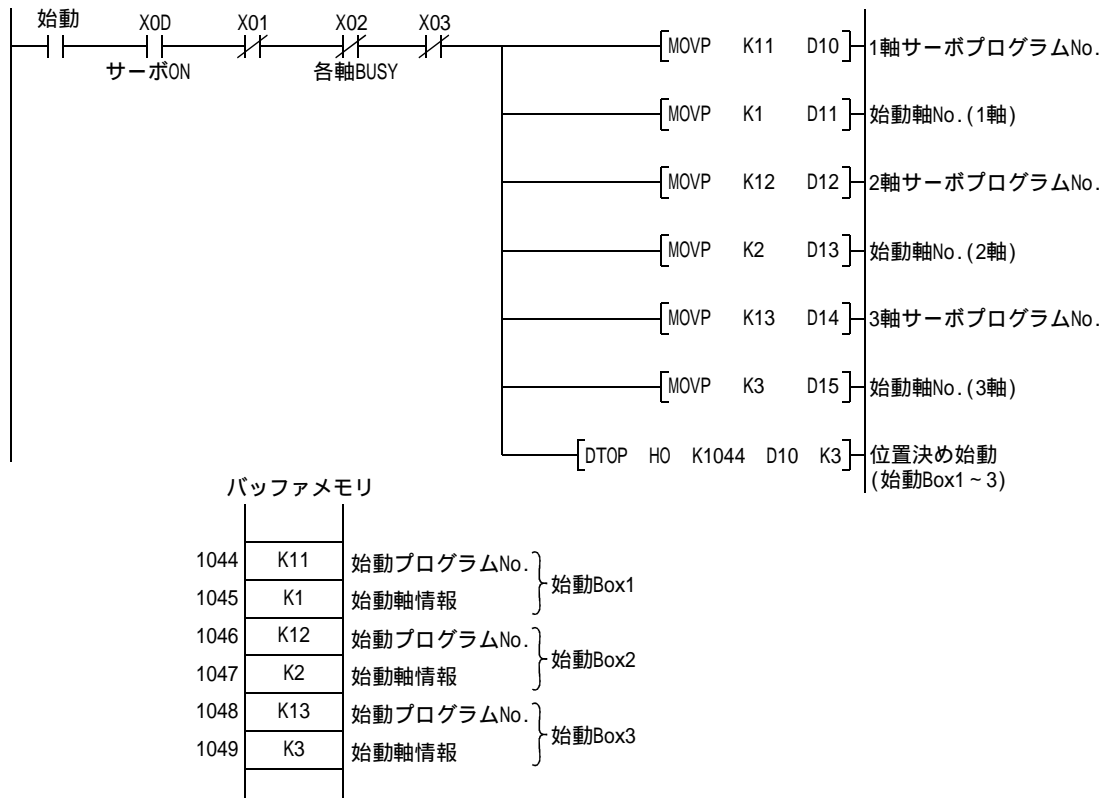 始動 X0D X01 X02 X03
サーボON 各軸BUSY
MOVP K11 D10 1軸サーボプログラムNo.
MOVP K1 D11 始動軸No.(1軸)
MOVP K12 D12 2軸サーボプログラムNo.
MOVP K2 D13 始動軸No.(2軸)
MOVP K13 D14 3軸サーボプログラムNo.
MOVP K3 D15 始動軸No.(3軸)
DTOP H0 K1044 D10 K3 位置決め始動
(始動Box1~3)
バッファメモリ
1044 K11 始動プログラムNo.
始動Box1
1045 K1 始動軸情報
1046 K12 始動プログラムNo.
始動Box2
1047 K2 始動軸情報
1048 K13 始動プログラムNo.
始動Box3
1049 K3 始動軸情報